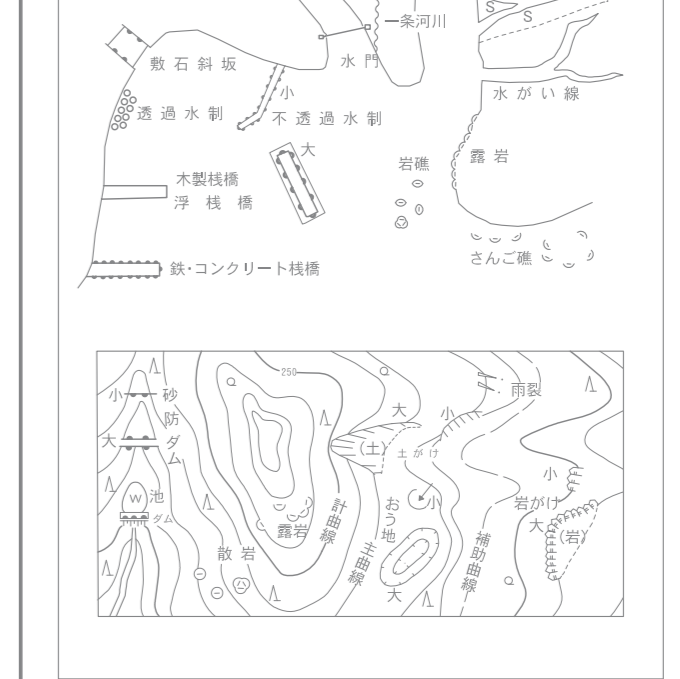 一条河川
S
S
敷石斜坂
水門
水がい線
小
透過水制
不透過水制
大
露岩
岩礁
木製桟橋
浮桟橋
さんご礁
鉄・コンクリート桟橋
250
雨裂
小
砂防ダム
大
小
大
(土)
土がけ
小
W
池
ダム
計曲線
おう地
小
岩がけ
大
(岩)
露岩
散岩
主曲線
補助曲線
大